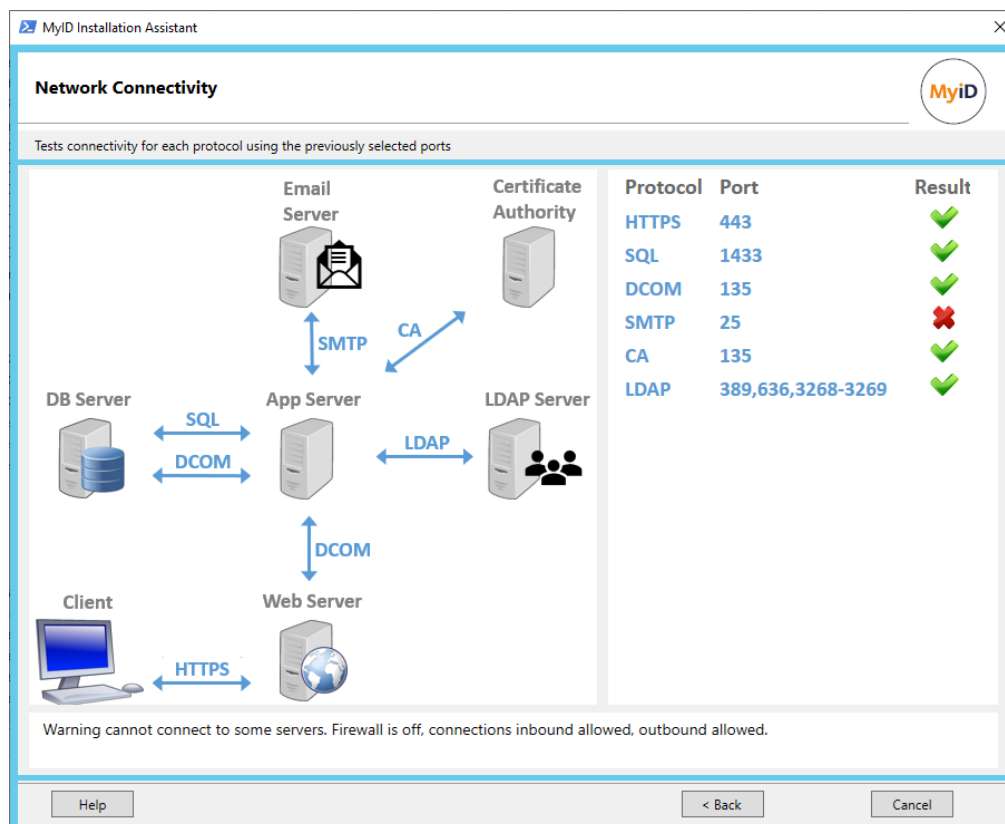 MyID Installation Assistant
Network Connectivity
MyiD
Tests connectivity for each protocol using the previously selected ports
Email
Server
Certificate
Authority
SMTP
CA
DB Server
App Server
LDAP Server
SQL
DCOM
LDAP
DCOM
Client
Web Server
HTTPS
Protocol Port Result
HTTPS 443
SQL 1433
DCOM 135
SMTP 25
CA 135
LDAP 389,636,3268-3269
Warning cannot connect to some servers. Firewall is off, connections inbound allowed, outbound allowed.
Help
< Back
Cancel